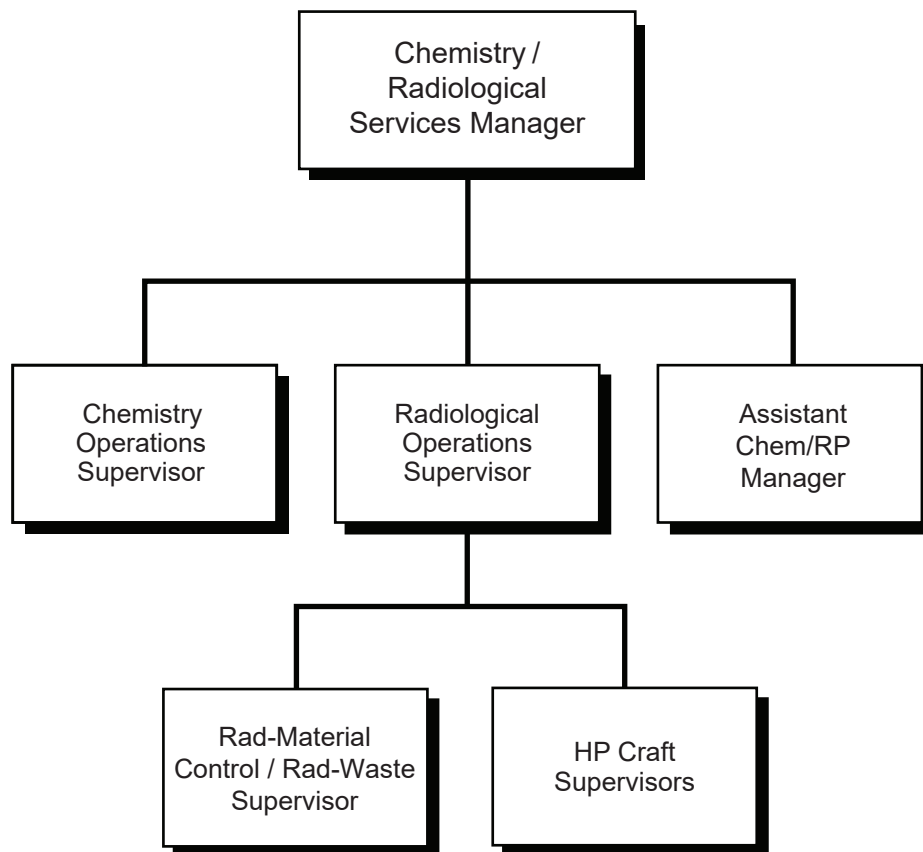 Chemistry /
Radiological
Services Manager
Chemistry
Operations
Supervisor
Radiological
Operations
Supervisor
Assistant
Chem/RP
Manager
Rad-Material
Control / Rad-Waste
Supervisor
HP Craft
Supervisors